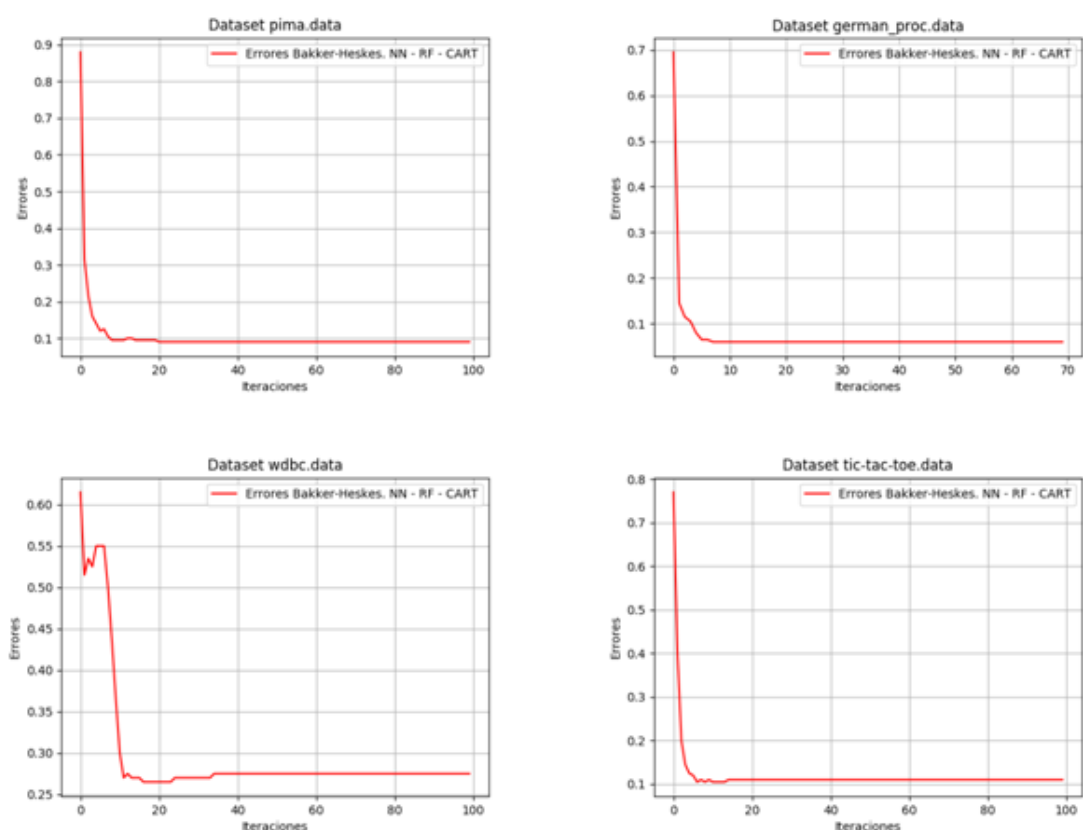 Dataset pima.data
Errores Bakker-Heskes. NN - RF - CART
0.9
0.8
0.7
0.6
0.5
0.4
0.3
0.2
0.1
Errores
0 20 40 60 80 100
Iteraciones
Dataset german_proc.data
Errores Bakker-Heskes. NN - RF - CART
0.7
0.6
0.5
0.4
0.3
0.2
0.1
Errores
0 10 20 30 40 50 60 70
Iteraciones
Dataset wdbc.data
Errores Bakker-Heskes. NN - RF - CART
0.60
0.55
0.50
0.45
0.40
0.35
0.30
0.25
Errores
0 20 40 60 80 100
Iteraciones
Dataset tic-tac-toe.data
Errores Bakker-Heskes. NN - RF - CART
0.8
0.7
0.6
0.5
0.4
0.3
0.2
0.1
Errores
0 20 40 60 80 100
Iteraciones